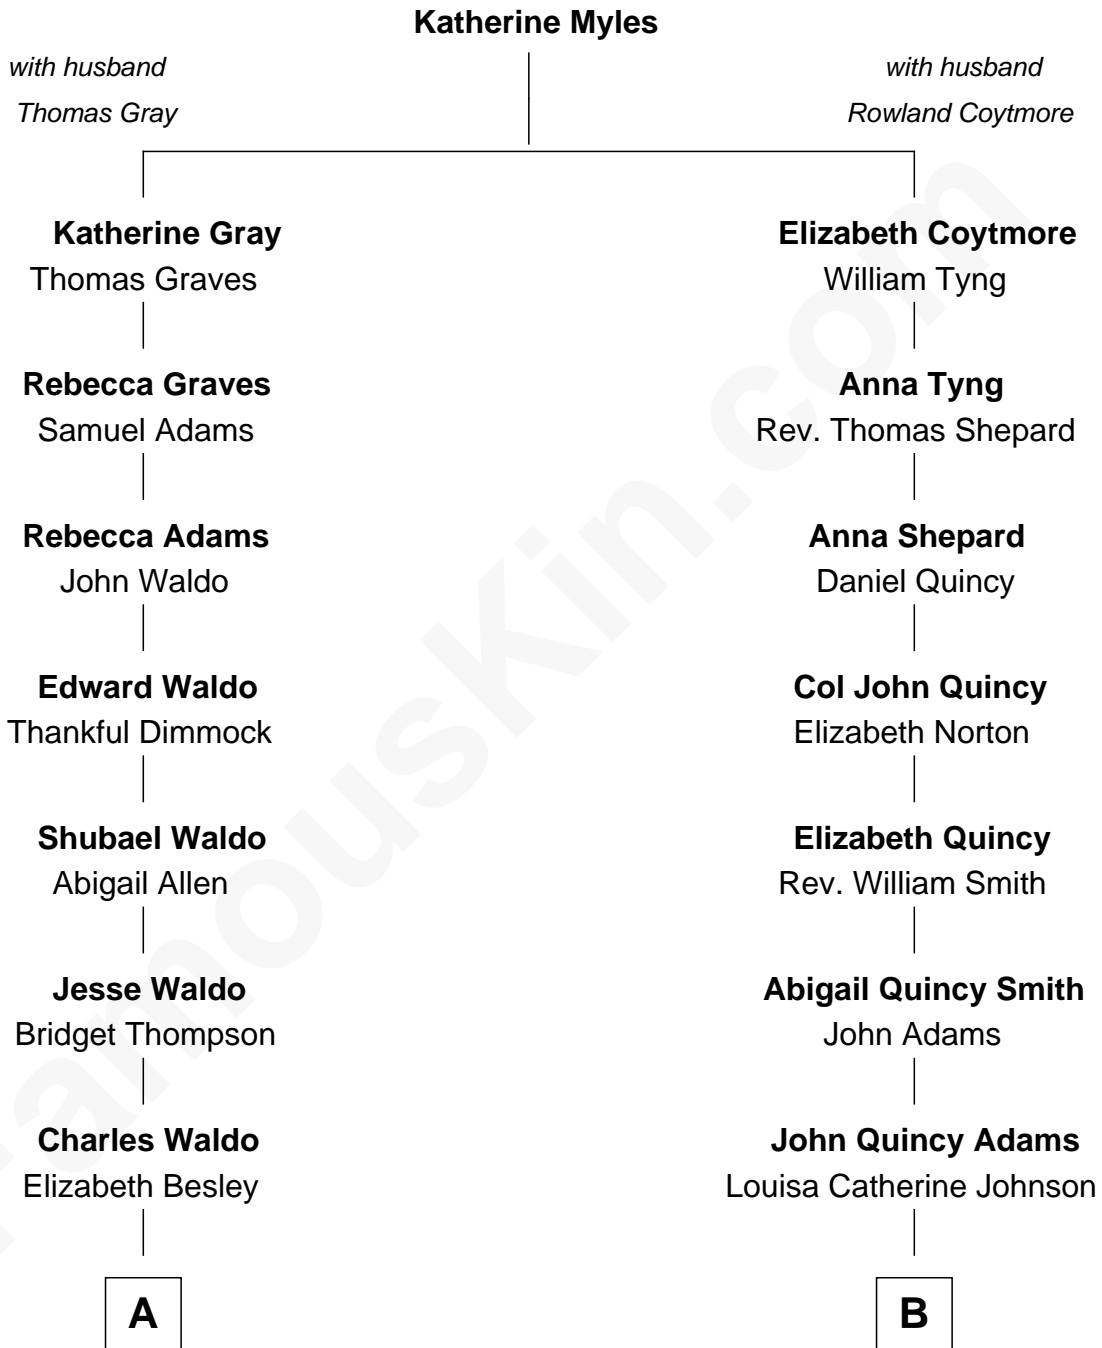 Katherine Myles
with husband
Thomas Gray
with husband
Rowland Coytmore
Katherine Gray
Thomas Graves
Elizabeth Coytmore
William Tyng
Rebecca Graves
Samuel Adams
Anna Tyng
Rev. Thomas Shepard
Rebecca Adams
John Waldo
Anna Shepard
Daniel Quincy
Edward Waldo
Thankful Dimmock
Col John Quincy
Elizabeth Norton
Shubael Waldo
Abigail Allen
Elizabeth Quincy
Rev. William Smith
Jesse Waldo
Bridget Thompson
Abigail Quincy Smith
John Adams
Charles Waldo
Elizabeth Besley
John Quincy Adams
Louisa Catherine Johnson
A
B
FamousKin.com